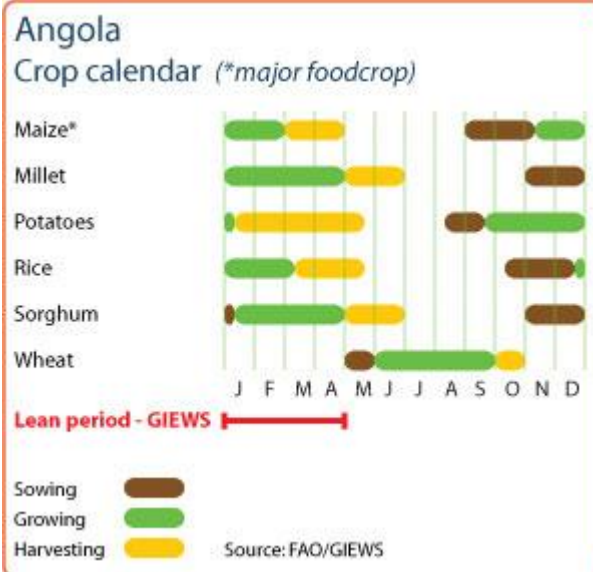 Angola
Crop calendar (*major foodcrop)
Maize*
Millet
Potatoes
Rice
Sorghum
Wheat
J F M A M J J A S O N D
Lean period - GIEWS
Sowing
Growing
Harvesting Source: FAO/GIEWS